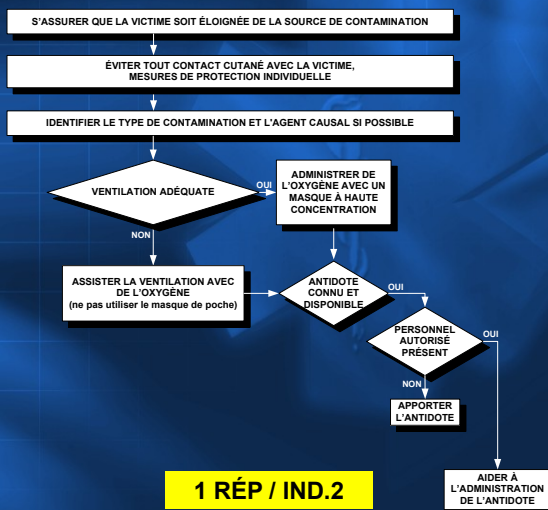 S'ASSURER QUE LA VICTIME SOIT ÉLOIGNÉE DE LA SOURCE DE CONTAMINATION
ÉVITER TOUT CONTACT CUTANÉ AVEC LA VICTIME,
MESURES DE PROTECTION INDIVIDUELLE
IDENTIFIER LE TYPE DE CONTAMINATION ET L'AGENT CAUSAL SI POSSIBLE
VENTILATION ADÉQUATE
OUI
ADMINISTRER DE
L'OXYGÈNE AVEC UN
MASQUE À HAUTE
CONCENTRATION
NON
ASSISTER LA VENTILATION AVEC
DE L'OXYGÈNE
(ne pas utiliser le masque de poche)
ANTIDOTE
CONNU ET
DISPONIBLE
OUI
PERSONNEL
AUTORISÉ
PRÉSENT
OUI
NON
APPORTER
L'ANTIDOTE
AIDER À
L'ADMINISTRATION
DE L'ANTIDOTE
1 RÉP / IND.2